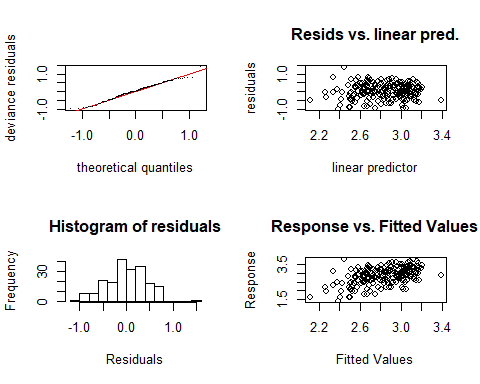 deviance residuals
-1.0 1.0
-1.0 0.0 1.0
theoretical quantiles
Resids vs. linear pred.
residuals
-1.0 1.0
2.2 2.6 3.0 3.4
linear predictor
Histogram of residuals
Frequency
0 30
-1.0 0.0 1.0
Residuals
Response vs. Fitted Values
Response
1.5 3.5
2.2 2.6 3.0 3.4
Fitted Values